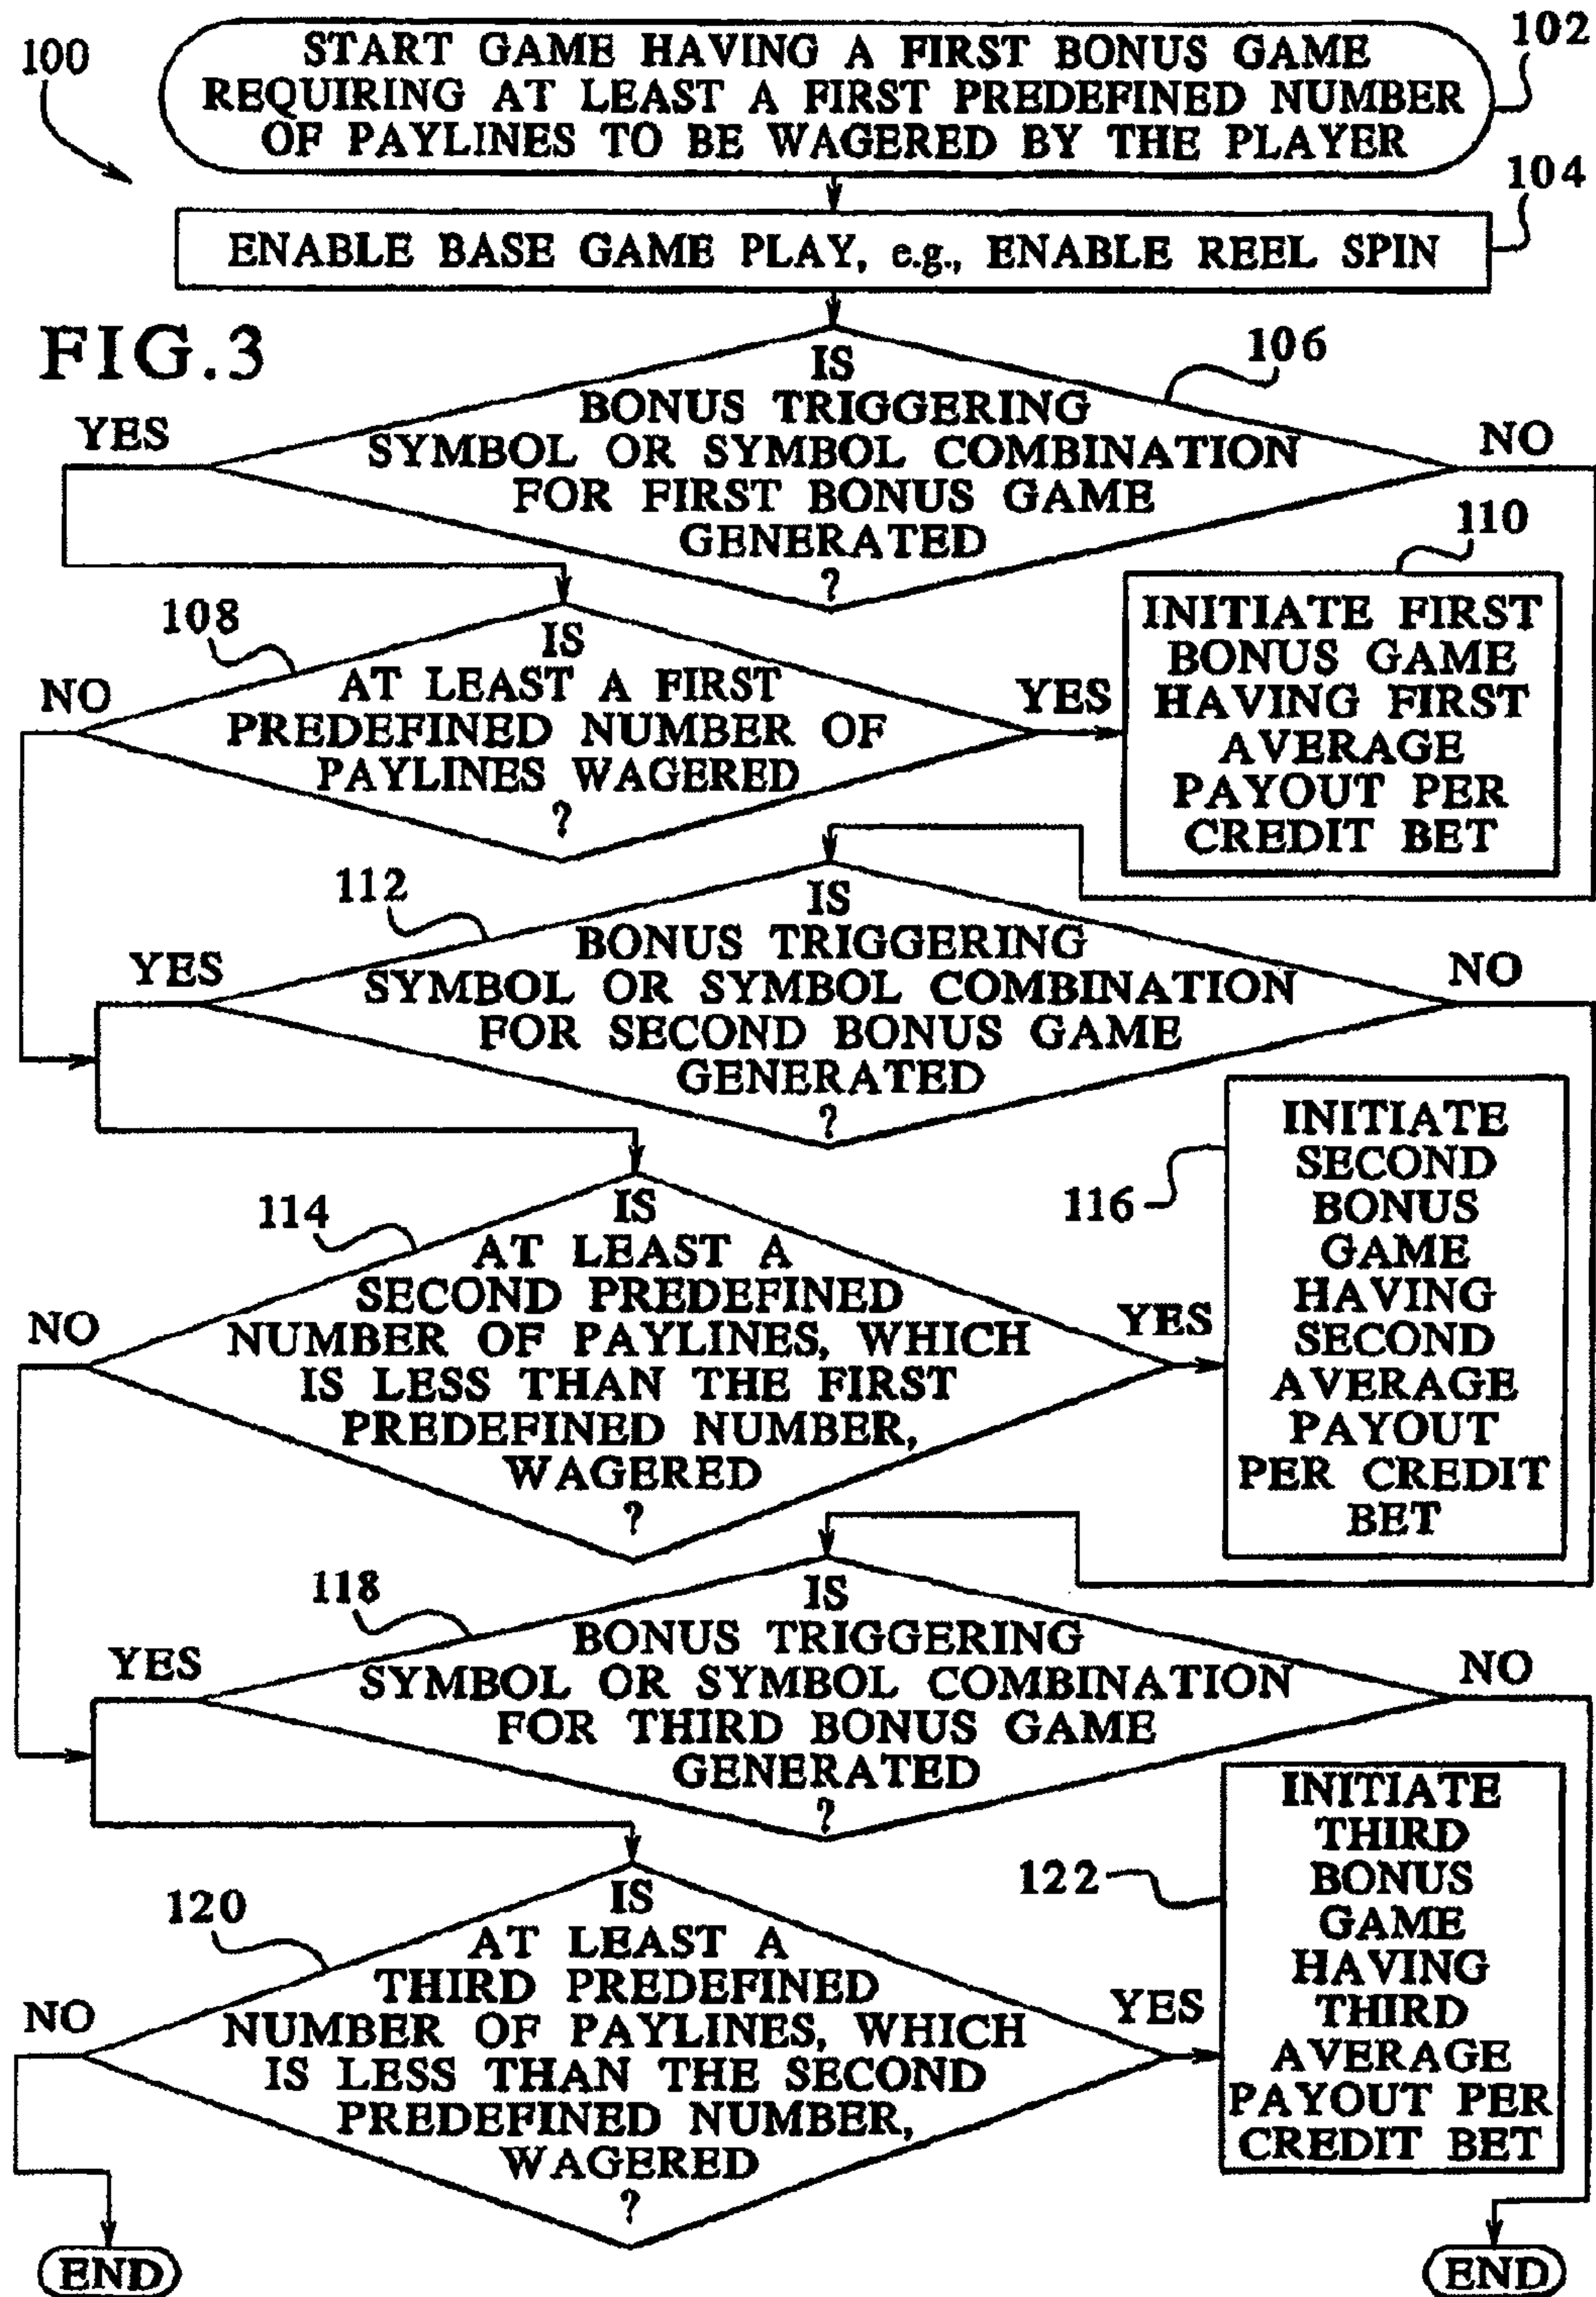 100
START GAME HAVING A FIRST BONUS GAME
REQUIRING AT LEAST A FIRST PREDEFINED NUMBER
OF PAYLINES TO BE WAGERED BY THE PLAYER
102
104
ENABLE BASE GAME PLAY, e.g., ENABLE REEL SPIN
FIG.3
106
IS
BONUS TRIGGERING
SYMBOL OR SYMBOL COMBINATION
FOR FIRST BONUS GAME
GENERATED
?
YES
NO
108
IS
AT LEAST A FIRST
PREDEFINED NUMBER OF
PAYLINES WAGERED
?
NO
YES
110
INITIATE FIRST
BONUS GAME
HAVING FIRST
AVERAGE
PAYOUT PER
CREDIT BET
112
IS
BONUS TRIGGERING
SYMBOL OR SYMBOL COMBINATION
FOR SECOND BONUS GAME
GENERATED
?
YES
NO
114
IS
AT LEAST A
SECOND PREDEFINED
NUMBER OF PAYLINES, WHICH
IS LESS THAN THE FIRST
PREDEFINED NUMBER,
WAGERED
?
NO
YES
116
INITIATE
SECOND
BONUS
GAME
HAVING
SECOND
AVERAGE
PAYOUT
PER CREDIT
BET
118
IS
BONUS TRIGGERING
SYMBOL OR SYMBOL COMBINATION
FOR THIRD BONUS GAME
GENERATED
?
YES
NO
120
IS
AT LEAST A
THIRD PREDEFINED
NUMBER OF PAYLINES, WHICH
IS LESS THAN THE SECOND
PREDEFINED NUMBER,
WAGERED
?
NO
YES
122
INITIATE
THIRD
BONUS
GAME
HAVING
THIRD
AVERAGE
PAYOUT PER
CREDIT BET
END
END